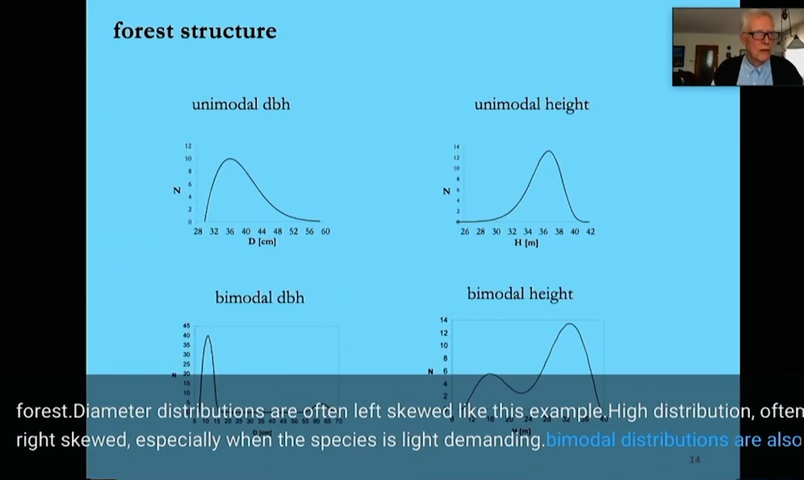 forest structure
unimodal dbh
unimodal height
12
10
8
6
4
2
0
N
28 32 36 40 44 48 52 56 60
D [cm]
14
12
10
8
6
4
2
0
N
26 28 30 32 34 36 38 40 42
H [m]
bimodal dbh
bimodal height
45
40
35
30
25
20
15
10
5
N
14
12
10
8
6
4
2
N
forest.Diameter distributions are often left skewed like this example.High distribution, often
right skewed, especially when the species is light demanding.bimodal distributions are also
14